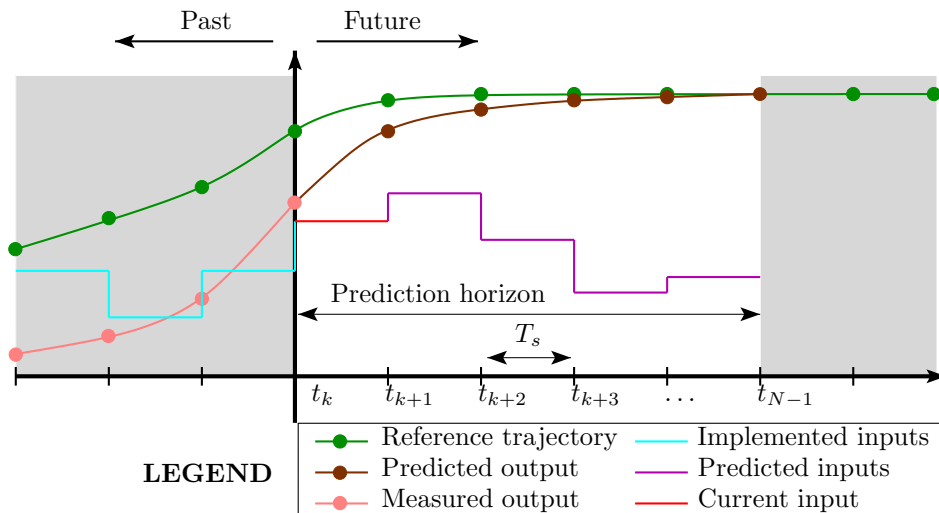 Past
Future
Prediction horizon
T_s
t_k
t_{k+1}
t_{k+2}
t_{k+3}
...
t_{N−1}
LEGEND
Reference trajectory
Predicted output
Measured output
Implemented inputs
Predicted inputs
Current input